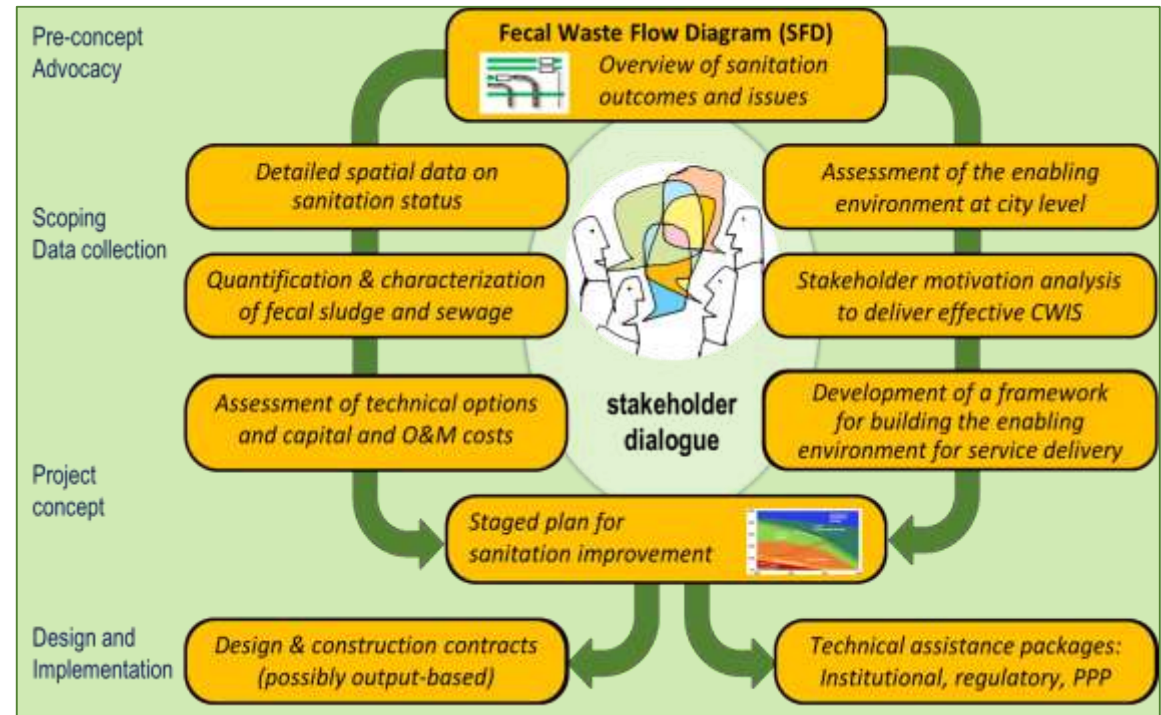 Pre-concept
Advocacy
Fecal Waste Flow Diagram (SFD)
Overview of sanitation
outcomes and issues
Scoping
Data collection
Detailed spatial data on
sanitation status
Assessment of the enabling
environment at city level
Quantification & characterization
of fecal sludge and sewage
Stakeholder motivation analysis
to deliver effective CWIS
stakeholder
dialogue
Assessment of technical options
and capital and O&M costs
Development of a framework
for building the enabling
environment for service delivery
Project
concept
Staged plan for
sanitation improvement
Design and
Implementation
Design & construction contracts
(possibly output-based)
Technical assistance packages:
Institutional, regulatory, PPP